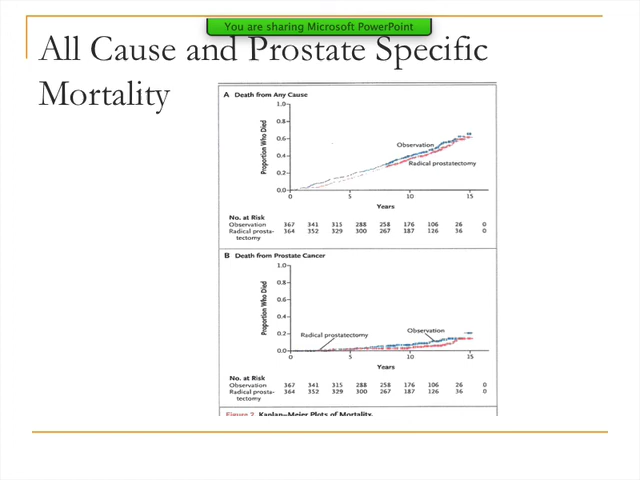 You are sharing Microsoft PowerPoint
All Cause and Prostate Specific
Mortality
A Death from Any Cause
1.0
0.8
0.6
0.4
0.2
0.0
Proportion Who Died
Observation
Radical prostatectomy
0 5 10 15
Years
No. at Risk
Observation 367 341 315 288 258 176 106 26 0
Radical prosta- 364 352 329 300 267 187 126 36 0
tectomy
B Death from Prostate Cancer
1.0
0.8
0.6
0.4
0.2
0.0
Proportion Who Died
Radical prostatectomy
Observation
0 5 10 15
Years
No. at Risk
Observation 367 341 315 288 258 176 106 26 0
Radical prosta- 364 352 329 300 267 187 126 36 0
tectomy
Figure 2. Kaplan–Meier Plots of Mortality.